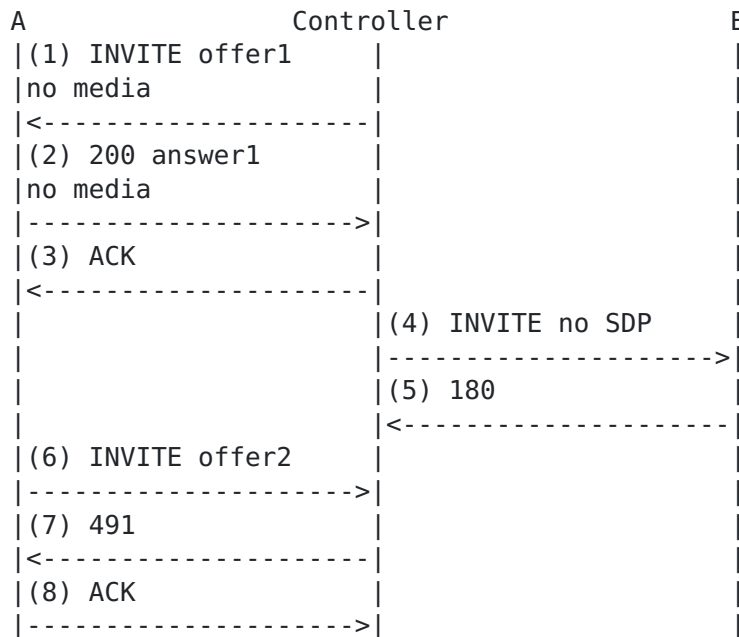 A Controller B
|(1) INVITE offer1 | |
|no media | |
|<--------------------| |
|(2) 200 answer1 | |
|no media | |
|-------------------->| |
|(3) ACK | |
|<--------------------| |
| |(4) INVITE no SDP |
| |-------------------->|
| |(5) 180 |
| |<--------------------|
|(6) INVITE offer2 | |
|-------------------->| |
|(7) 491 | |
|<--------------------| |
|(8) ACK | |
|-------------------->| |